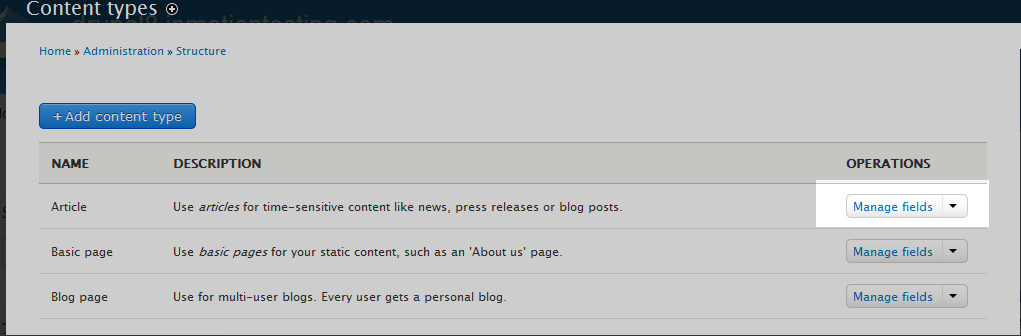 Content types
drupal8.inmotiontesting.com
Home » Administration » Structure
+ Add content type
NAME DESCRIPTION OPERATIONS
Article Use articles for time-sensitive content like news, press releases or blog posts. Manage fields
Basic page Use basic pages for your static content, such as an 'About us' page. Manage fields
Blog page Use for multi-user blogs. Every user gets a personal blog. Manage fields